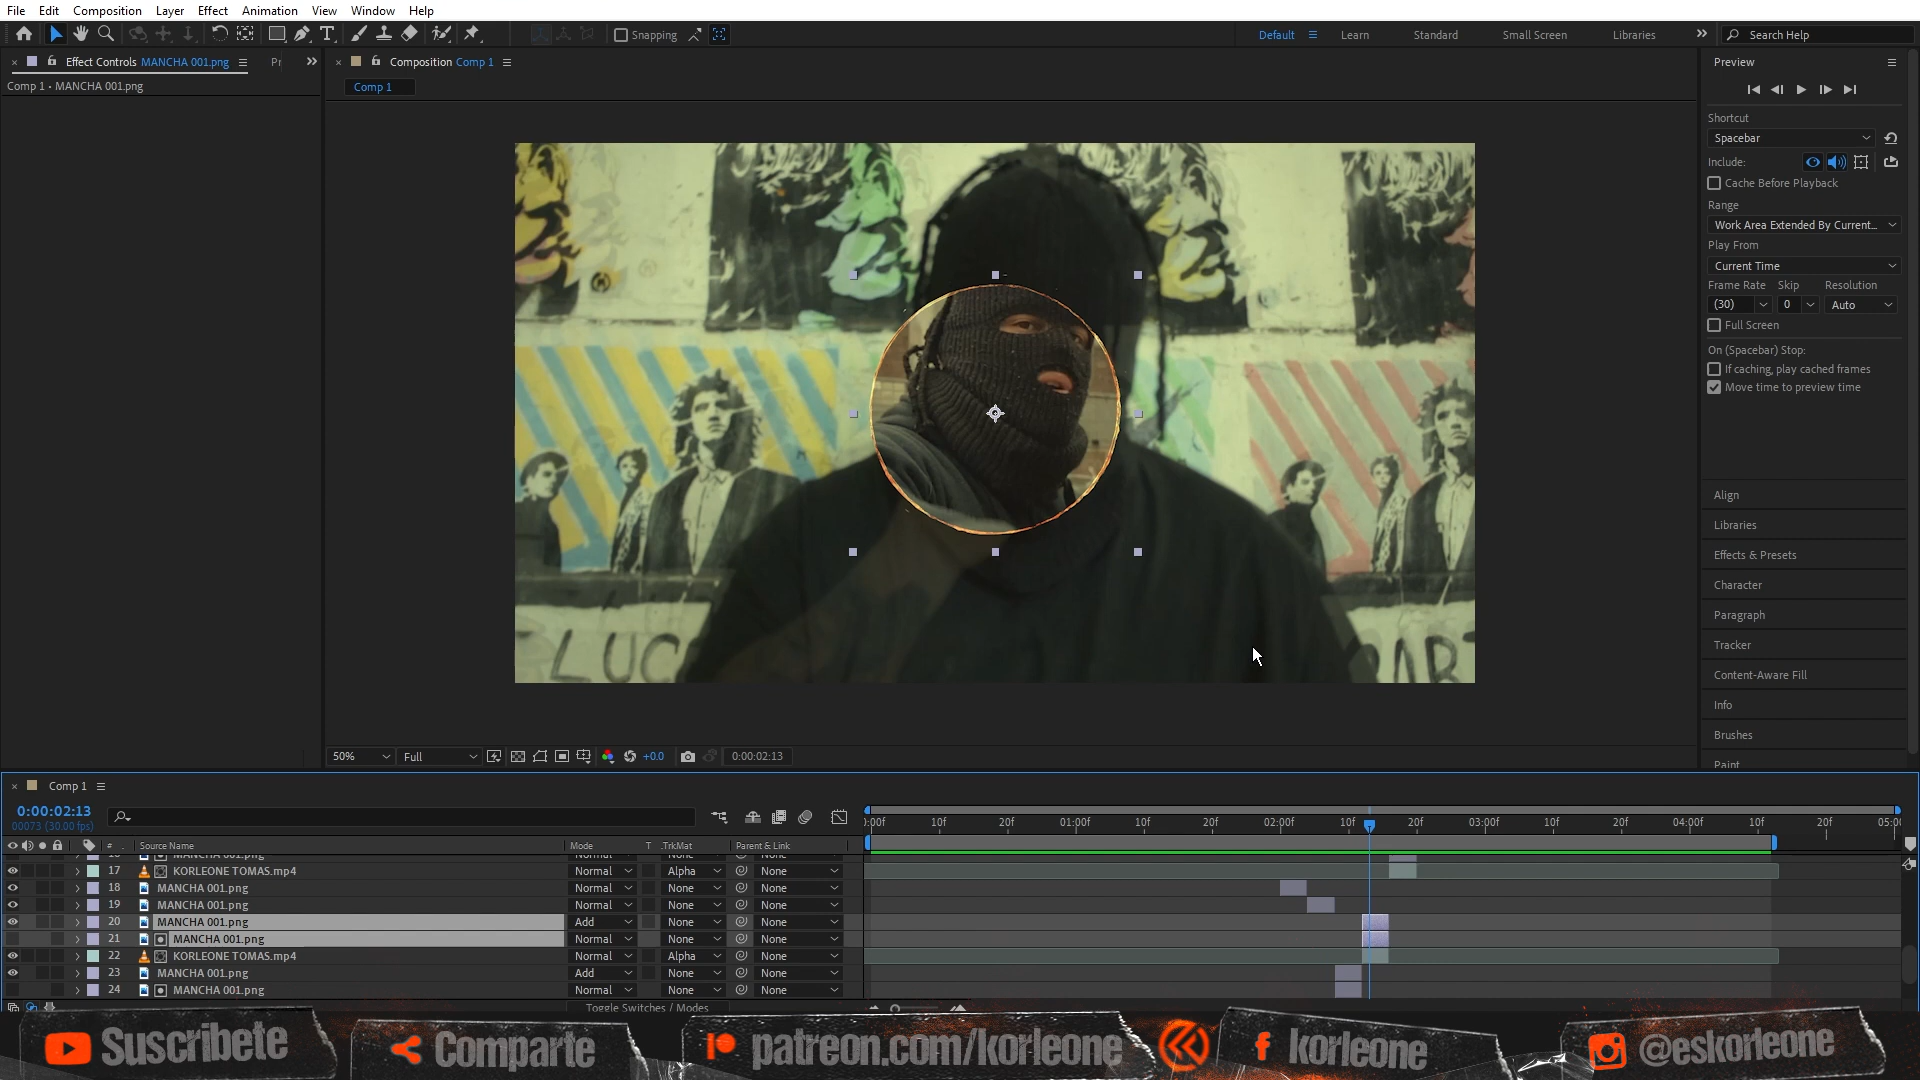 File Edit Composition Layer Effect Animation View Window Help
Snapping
Default Learn Standard Small Screen Libraries Search Help
Effect Controls MANCHA 001.png Pr
Comp 1 • MANCHA 001.png
Composition Comp 1
Comp 1
LUC
50% Full +0.0 0:00:02:13
Preview
Shortcut
Spacebar
Include:
Cache Before Playback
Range
Work Area Extended By Current...
Play From
Current Time
Frame Rate Skip Resolution
(30) 0 Auto
Full Screen
On (Spacebar) Stop:
If caching, play cached frames
Move time to preview time
Align
Libraries
Effects & Presets
Character
Paragraph
Tracker
Content-Aware Fill
Info
Brushes
Paint
Comp 1
0:00:02:13
00073 (30.00 fps)
:00f 10f 20f 01:00f 10f 20f 02:00f 10f 20f 03:00f 10f 20f 04:00f 10f 20f 05:00
# Source Name Mode T .TrkMat Parent & Link
MANCHA 001.png Normal None None
17 KORLEONE TOMAS.mp4 Normal Alpha None
18 MANCHA 001.png Normal None None
19 MANCHA 001.png Normal None None
20 MANCHA 001.png Add None None
21 MANCHA 001.png Normal None None
22 KORLEONE TOMAS.mp4 Normal Alpha None
23 MANCHA 001.png Add None None
24 MANCHA 001.png Normal None None
Toggle Switches / Modes
Suscribete Comparte patreon.com/korleone korleone @eskorleone